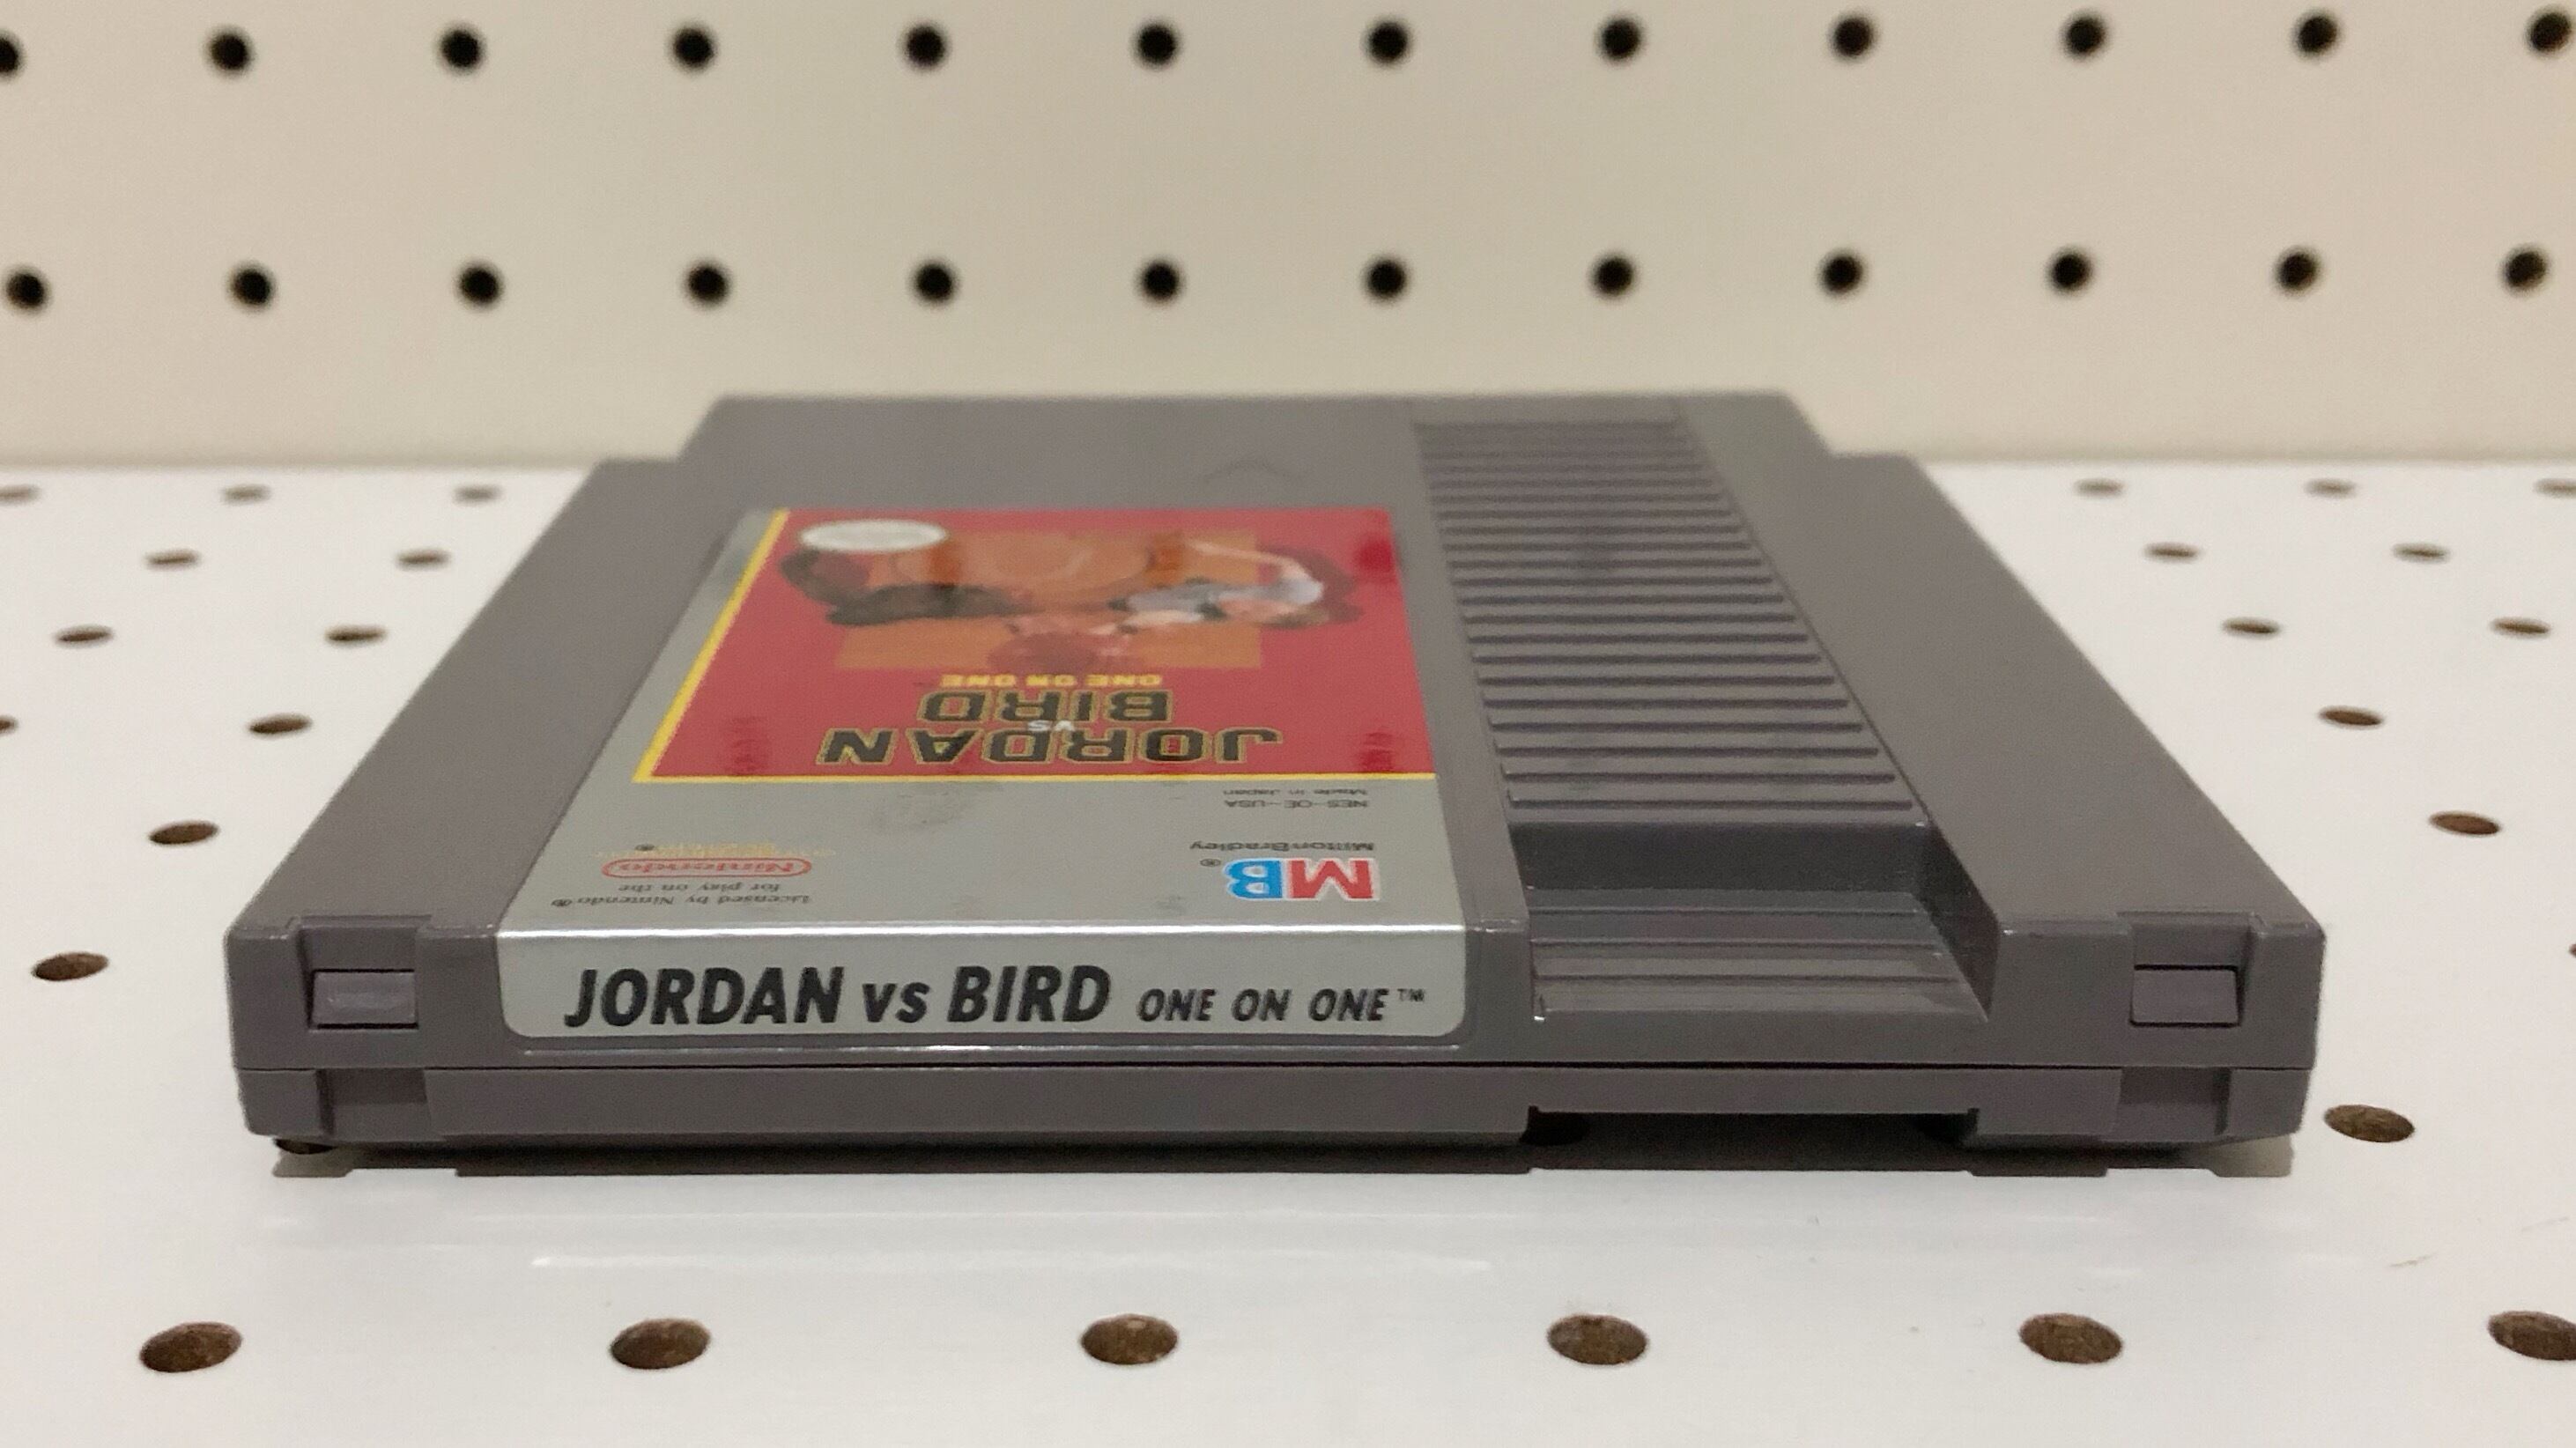 JORDAN
vs
BIRD
ONE ON ONE
NES-OE-USA
Made in Japan
MB®
MiltonBradley
Licensed by Nintendo®
for play on the
Nintendo
JORDAN vs BIRD ONE ON ONE™